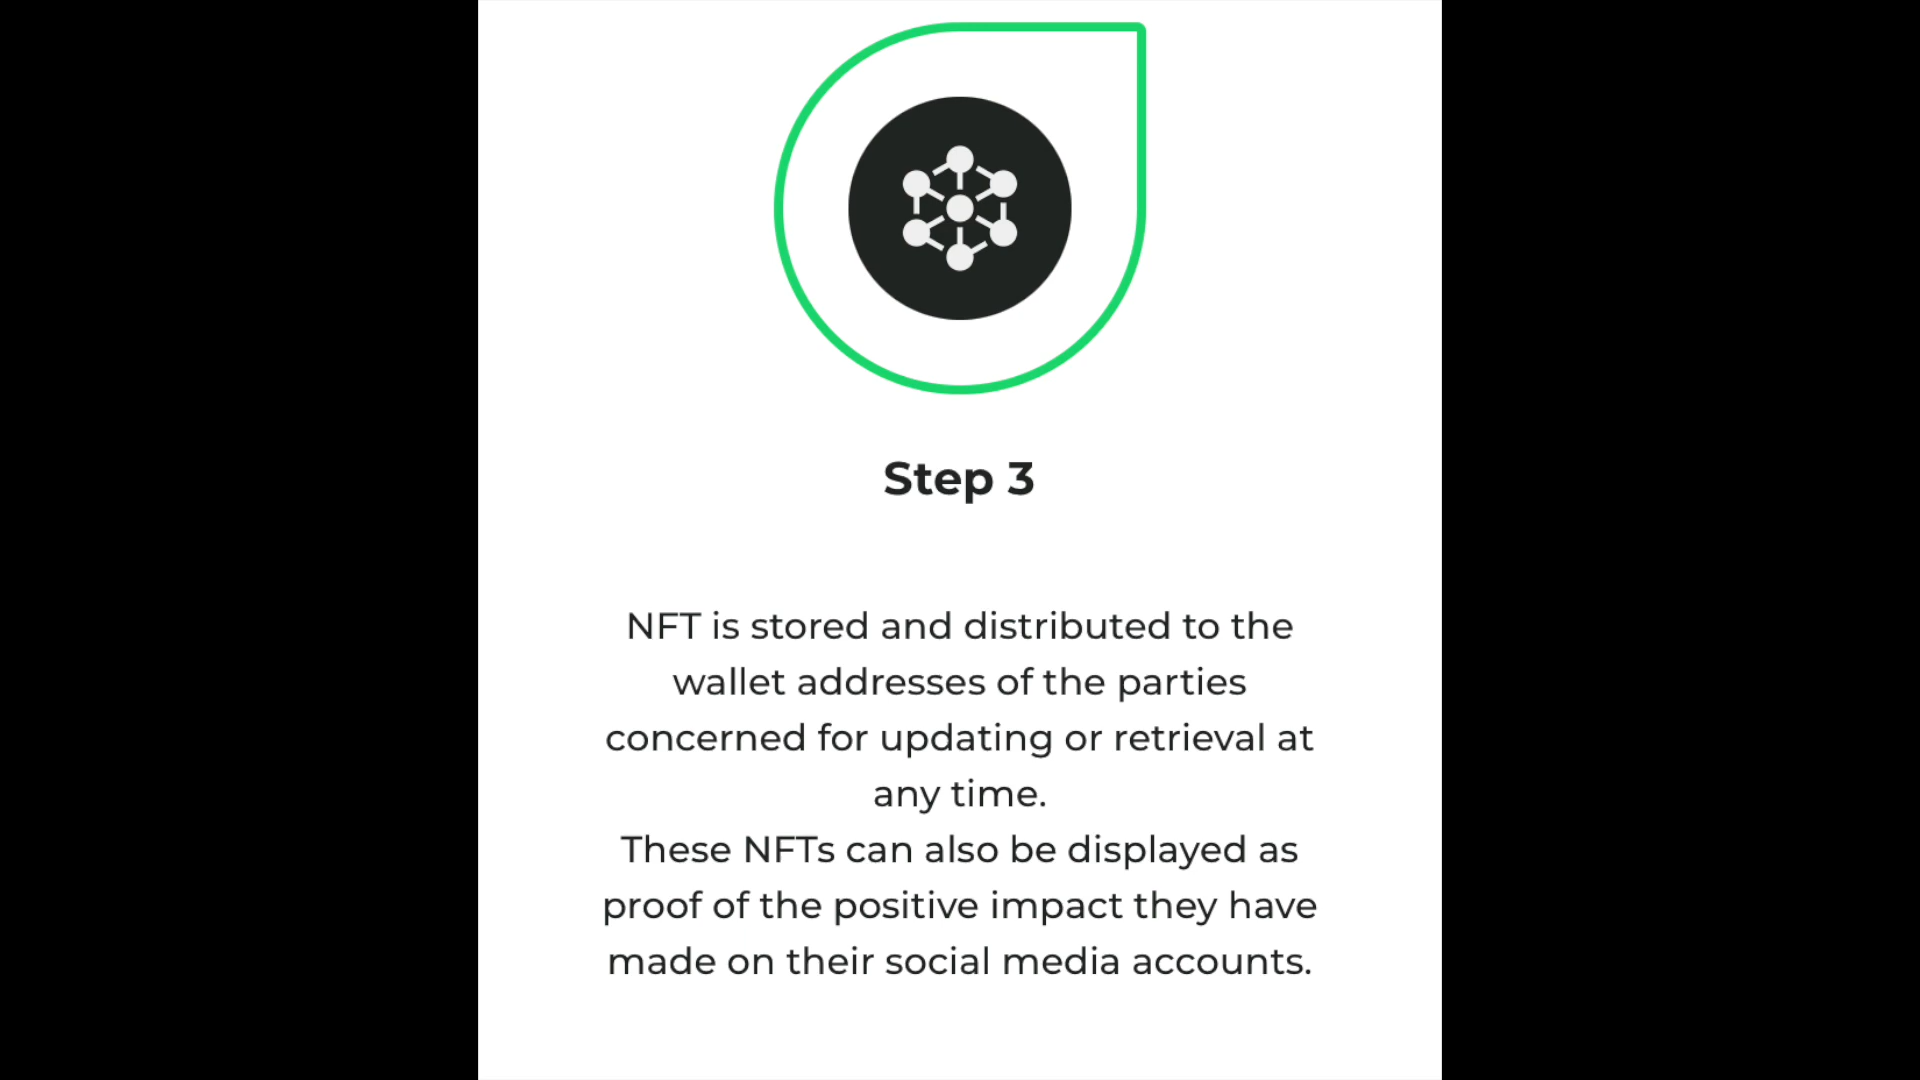 Step 3
NFT is stored and distributed to the
wallet addresses of the parties
concerned for updating or retrieval at
any time.
These NFTs can also be displayed as
proof of the positive impact they have
made on their social media accounts.